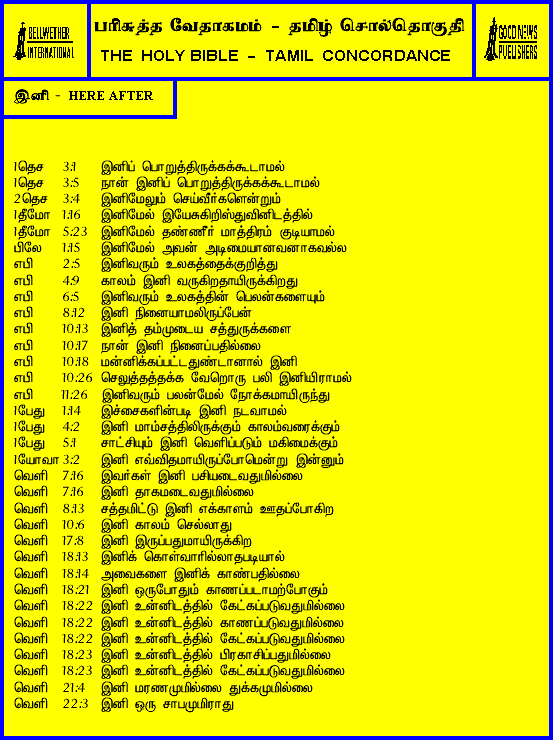 BELLWETHER
INTERNATIONAL
பரிசுத்த வேதாகமம் - தமிழ் சொல்தொகுதி
THE HOLY BIBLE - TAMIL CONCORDANCE
GOOD NEWS
PUBLISHERS
இனி - HERE AFTER
1தெச 3:1 இனிப் பொறுத்திருக்கக்கூடாமல்
1தெச 3:5 நான் இனிப் பொறுத்திருக்கக்கூடாமல்
2தெச 3:4 இனிமேலும் செய்வீர்களென்றும்
1தீமோ 1:16 இனிமேல் இயேசுகிறிஸ்துவினிடத்தில்
1தீமோ 5:23 இனிமேல் தண்ணீர் மாத்திரம் குடியாமல்
பிலே 1:15 இனிமேல் அவன் அடிமையானவனாகவல்ல
எபி 2:5 இனிவரும் உலகத்தைக்குறித்து
எபி 4:9 காலம் இனி வருகிறதாயிருக்கிறது
எபி 6:5 இனிவரும் உலகத்தின் பெலன்களையும்
எபி 8:12 இனி நினையாமலிருப்பேன்
எபி 10:13 இனித் தம்முடைய சத்துருக்களை
எபி 10:17 நான் இனி நினைப்பதில்லை
எபி 10:18 மன்னிக்கப்பட்டதுண்டானால் இனி
எபி 10:26 செலுத்தத்தக்க வேறொரு பலி இனியிராமல்
எபி 11:26 இனிவரும் பலன்மேல் நோக்கமாயிருந்து
1பேது 1:14 இச்சைகளின்படி இனி நடவாமல்
1பேது 4:2 இனி மாம்சத்திலிருக்கும் காலம்வரைக்கும்
1பேது 5:1 சாட்சியும் இனி வெளிப்படும் மகிமைக்கும்
1யோவா 3:2 இனி எவ்விதமாயிருப்போமென்று இன்னும்
வெளி 7:16 இவர்கள் இனி பசியடைவதுமில்லை
வெளி 7:16 இனி தாகமடைவதுமில்லை
வெளி 8:13 சத்தமிட்டு இனி எக்காளம் ஊதப்போகிற
வெளி 10:6 இனி காலம் செல்லாது
வெளி 17:8 இனி இருப்பதுமாயிருக்கிற
வெளி 18:13 இனிக் கொள்வாரில்லாதபடியால்
வெளி 18:14 அவைகளை இனிக் காண்பதில்லை
வெளி 18:21 இனி ஒருபோதும் காணப்படாமற்போகும்
வெளி 18:22 இனி உன்னிடத்தில் கேட்கப்படுவதுமில்லை
வெளி 18:22 இனி உன்னிடத்தில் காணப்படுவதுமில்லை
வெளி 18:22 இனி உன்னிடத்தில் கேட்கப்படுவதுமில்லை
வெளி 18:23 இனி உன்னிடத்தில் பிரகாசிப்பதுமில்லை
வெளி 18:23 இனி உன்னிடத்தில் கேட்கப்படுவதுமில்லை
வெளி 21:4 இனி மரணமுமில்லை துக்கமுமில்லை
வெளி 22:3 இனி ஒரு சாபமுமிராது